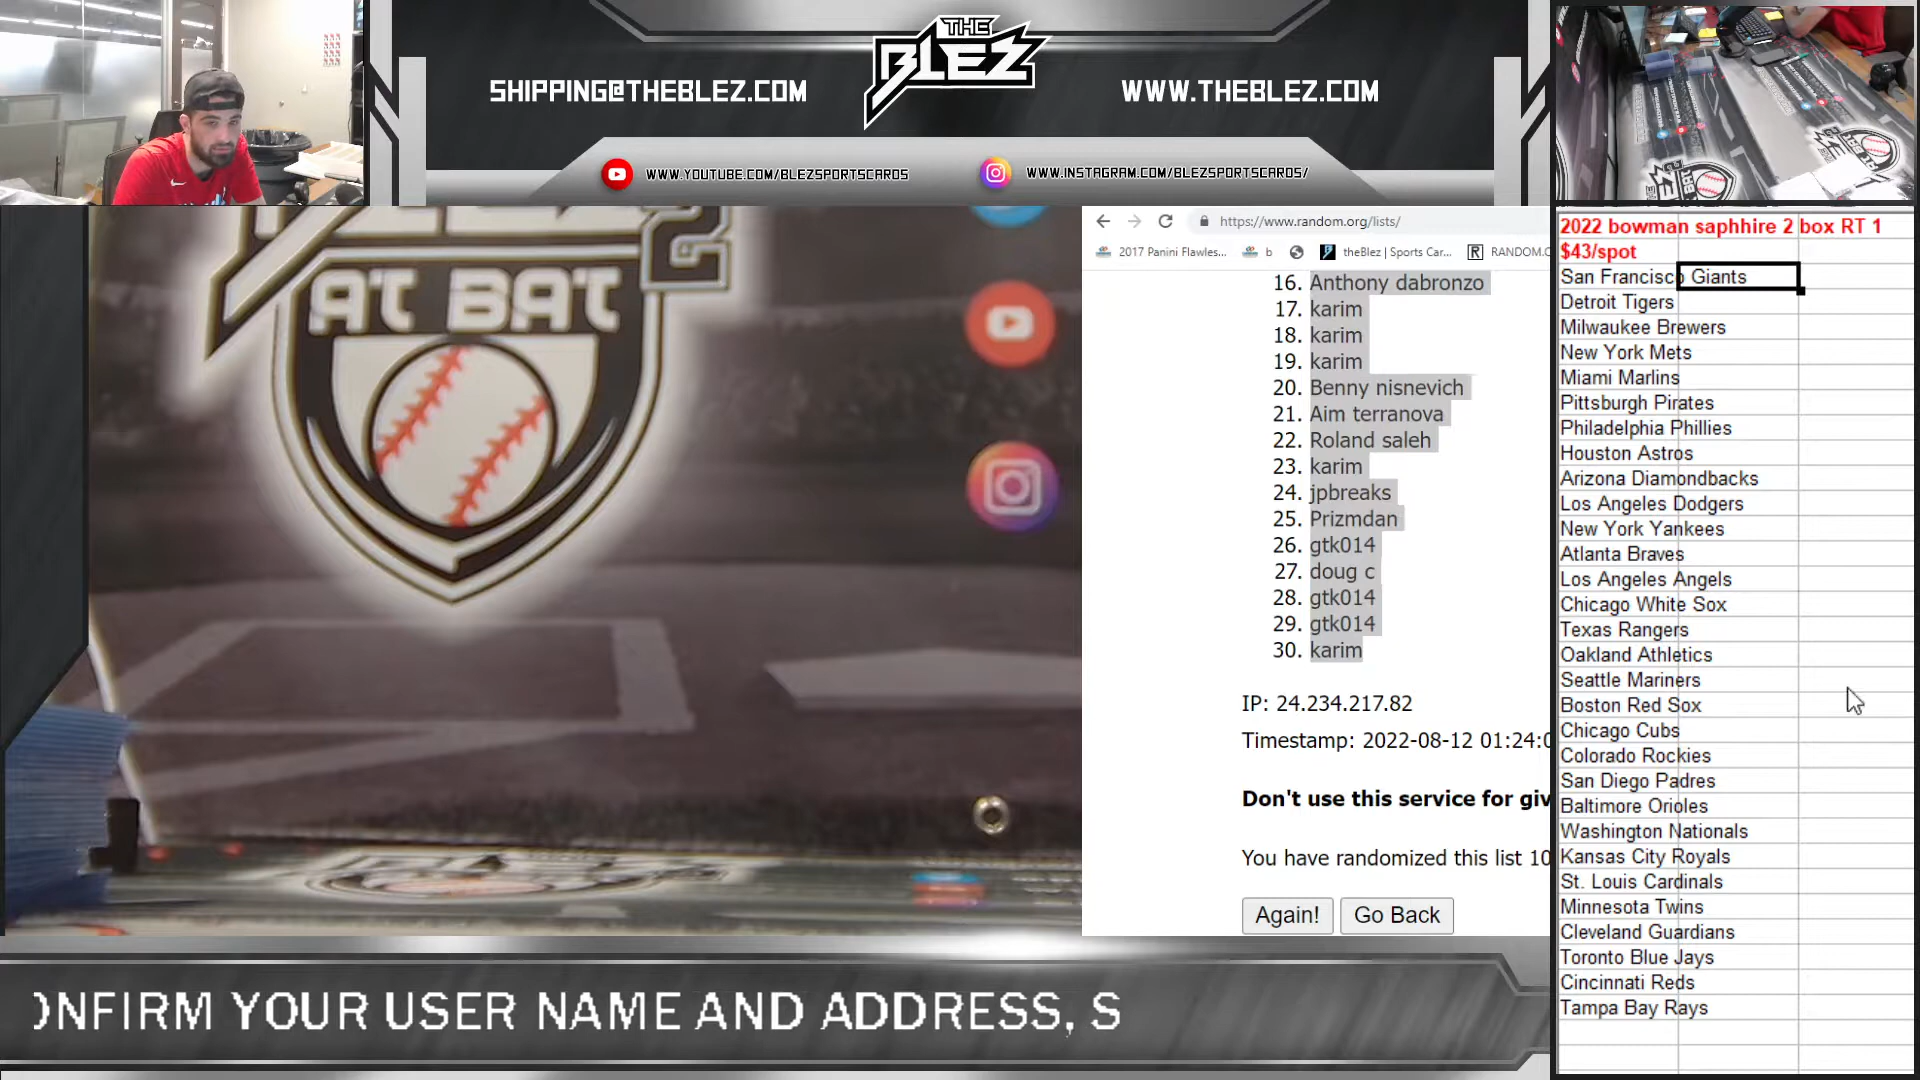 THE
BLEZ
SHIPPING@THEBLEZ.COM
WWW.THEBLEZ.COM
WWW.YOUTUBE.COM/BLEZSPORTSCARDS
WWW.INSTAGRAM.COM/BLEZSPORTSCARDS/
2
AT BAT
https://www.random.org/lists/
2017 Panini Flawles...
b
theBlez | Sports Car...
R
16. Anthony dabronzo
17. karim
18. karim
19. karim
20. Benny nisnevich
21. Aim terranova
22. Roland saleh
23. karim
24. jpbreaks
25. Prizmdan
26. gtk014
27. doug c
28. gtk014
29. gtk014
30. karim
IP: 24.234.217.82
Timestamp: 2022-08-12 01:24:0
Don't use this service for giv
You have randomized this list 10
Again!
Go Back
2022 bowman saphhire 2 box RT 1
$43/spot
San Francisco Giants
Detroit Tigers
Milwaukee Brewers
New York Mets
Miami Marlins
Pittsburgh Pirates
Philadelphia Phillies
Houston Astros
Arizona Diamondbacks
Los Angeles Dodgers
New York Yankees
Atlanta Braves
Los Angeles Angels
Chicago White Sox
Texas Rangers
Oakland Athletics
Seattle Mariners
Boston Red Sox
Chicago Cubs
Colorado Rockies
San Diego Padres
Baltimore Orioles
Washington Nationals
Kansas City Royals
St. Louis Cardinals
Minnesota Twins
Cleveland Guardians
Toronto Blue Jays
Cincinnati Reds
Tampa Bay Rays
ONFIRM YOUR USER NAME AND ADDRESS, S